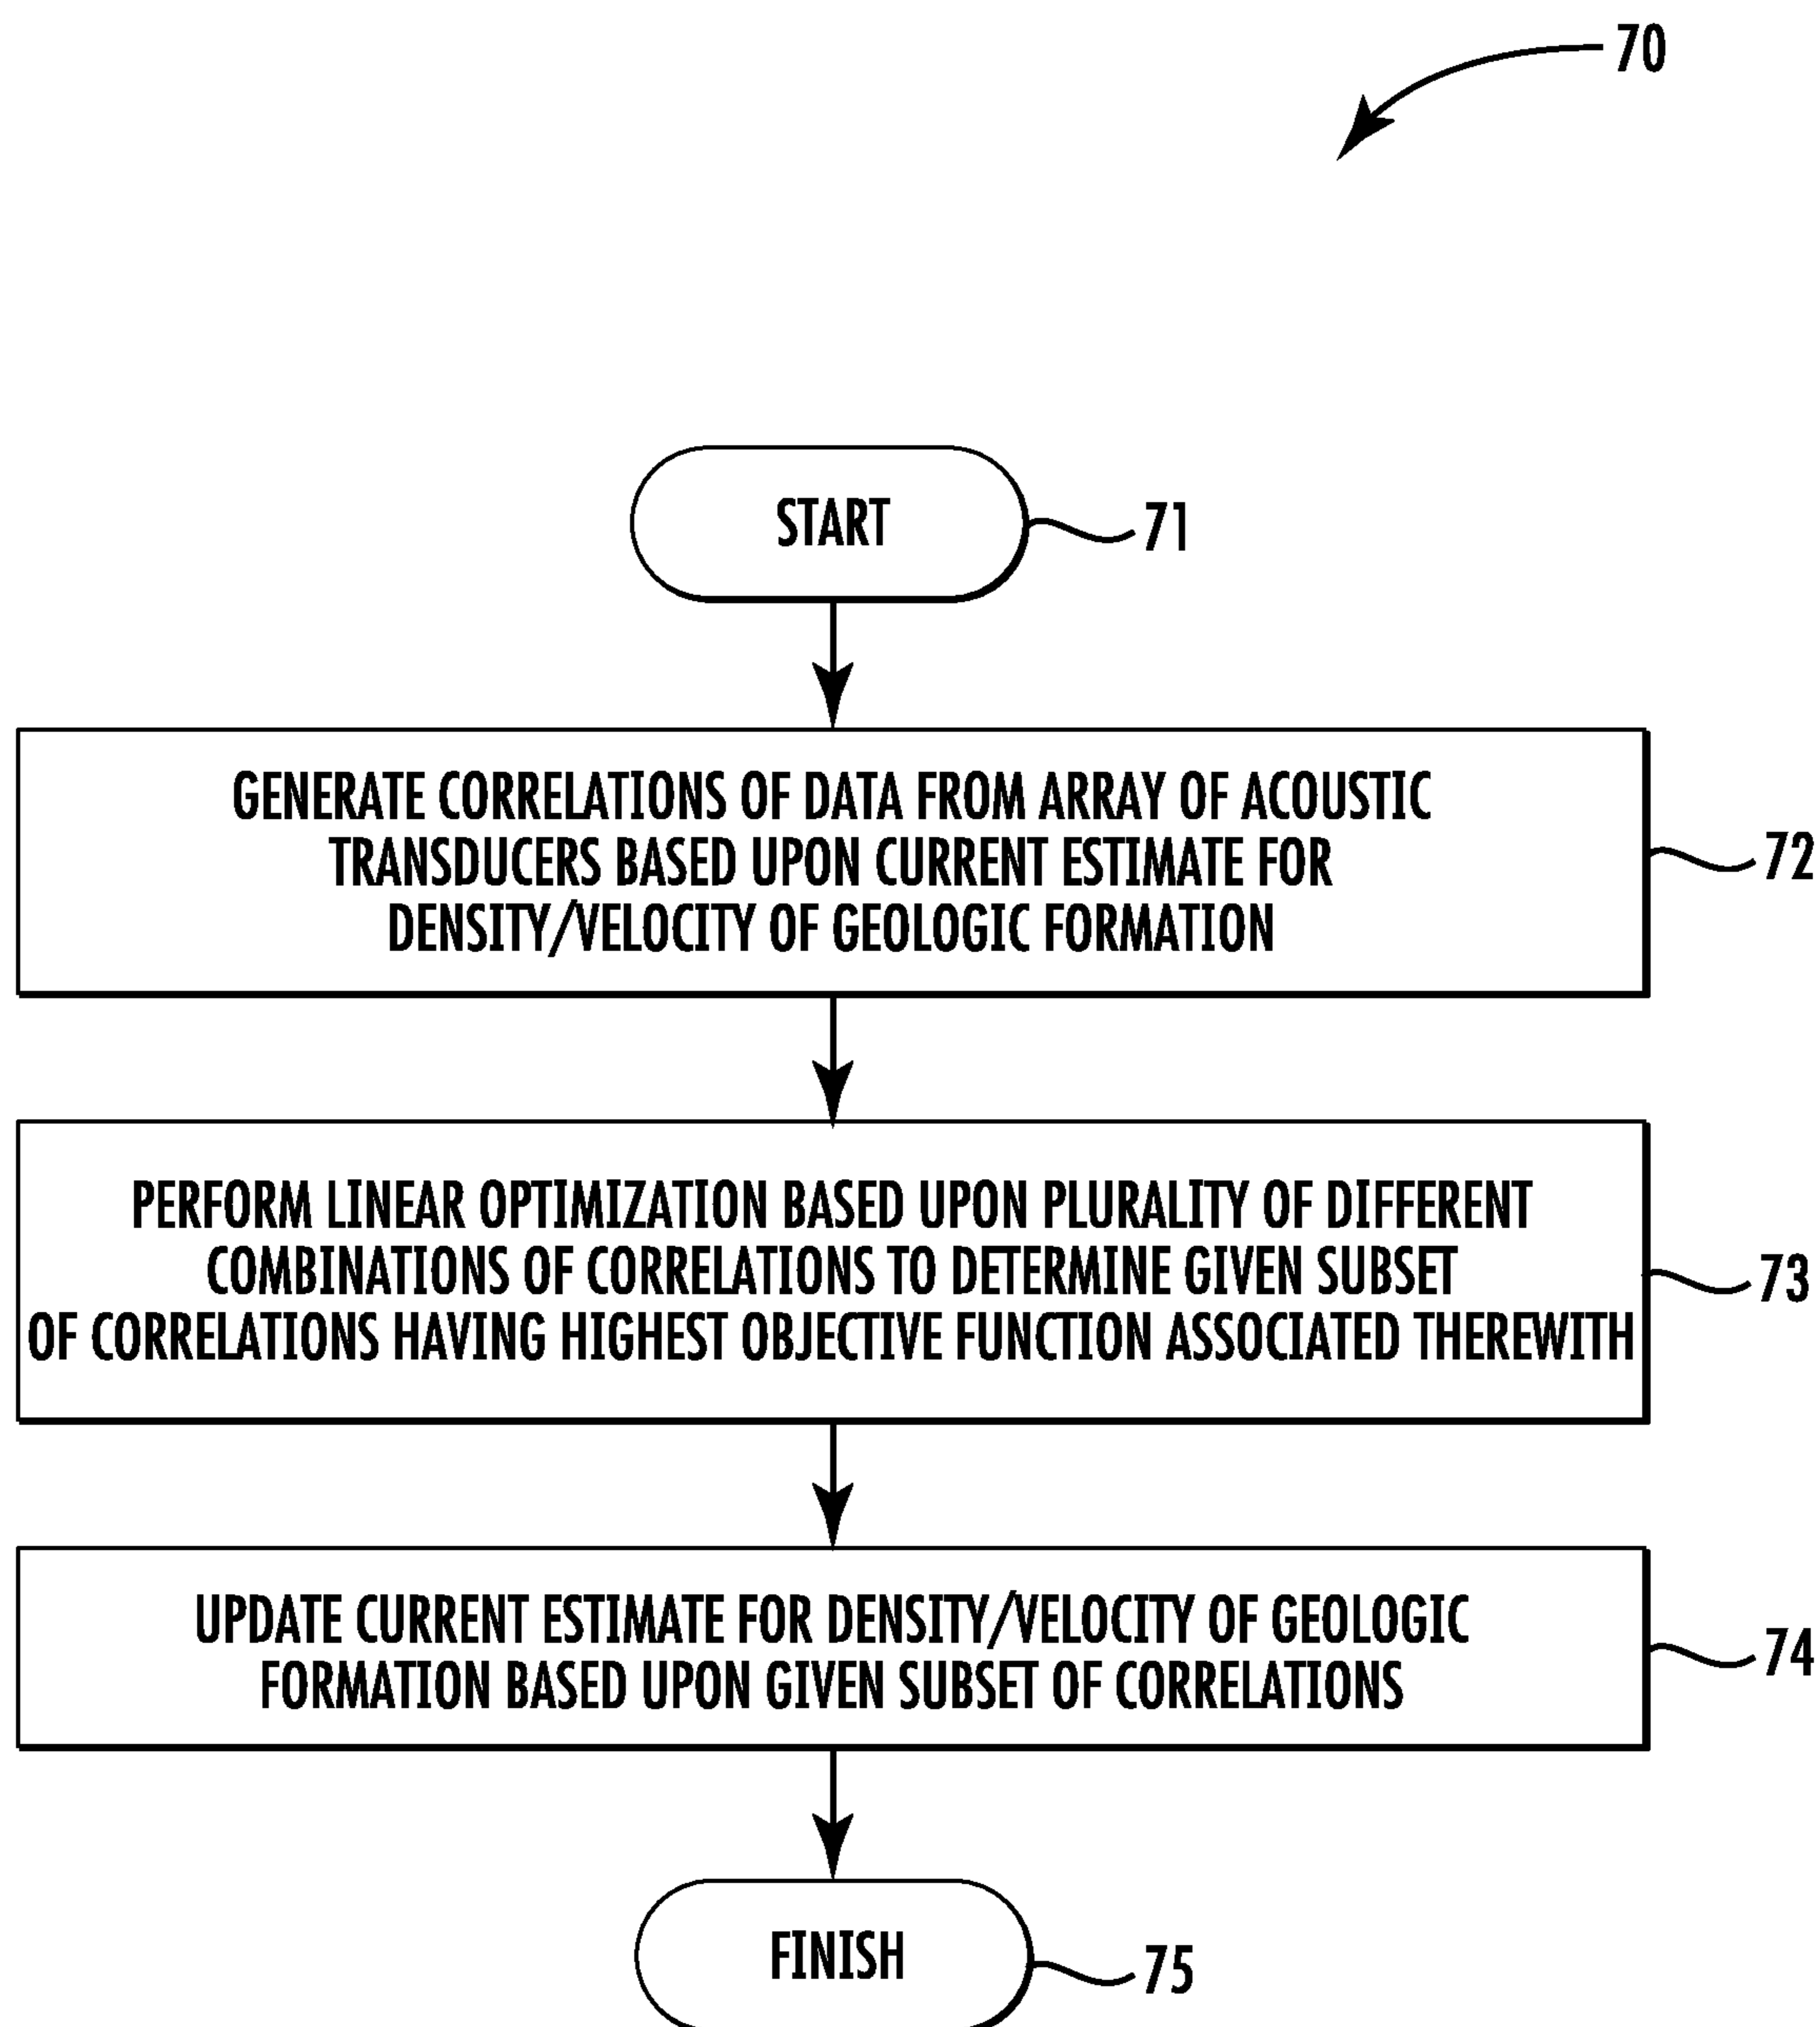 70
START
71
GENERATE CORRELATIONS OF DATA FROM ARRAY OF ACOUSTIC
TRANSDUCERS BASED UPON CURRENT ESTIMATE FOR
DENSITY/VELOCITY OF GEOLOGIC FORMATION
72
PERFORM LINEAR OPTIMIZATION BASED UPON PLURALITY OF DIFFERENT
COMBINATIONS OF CORRELATIONS TO DETERMINE GIVEN SUBSET
OF CORRELATIONS HAVING HIGHEST OBJECTIVE FUNCTION ASSOCIATED THEREWITH
73
UPDATE CURRENT ESTIMATE FOR DENSITY/VELOCITY OF GEOLOGIC
FORMATION BASED UPON GIVEN SUBSET OF CORRELATIONS
74
FINISH
75